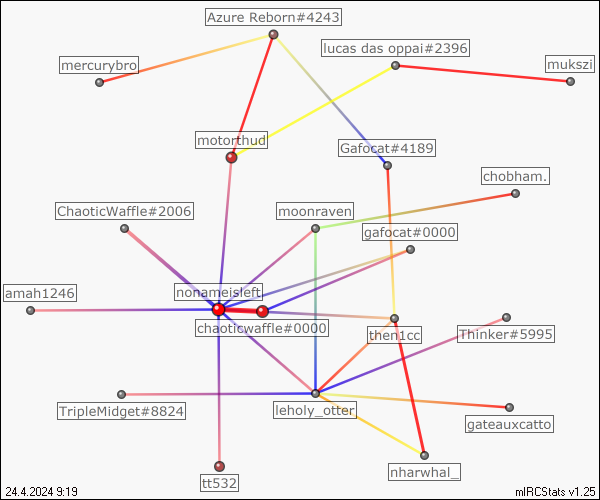 Azure Reborn#4243
lucas das oppai#2396
mercurybro
mukszi
motorthud
Gafocat#4189
chobham.
ChaoticWaffle#2006
moonraven
gafocat#0000
amah1246
nonameisleft
chaoticwaffle#0000
then1cc
Thinker#5995
TripleMidget#8824
leholy_otter
gateauxcatto
nharwhal_
tt532
24.4.2024 9:19
mIRCStats v1.25